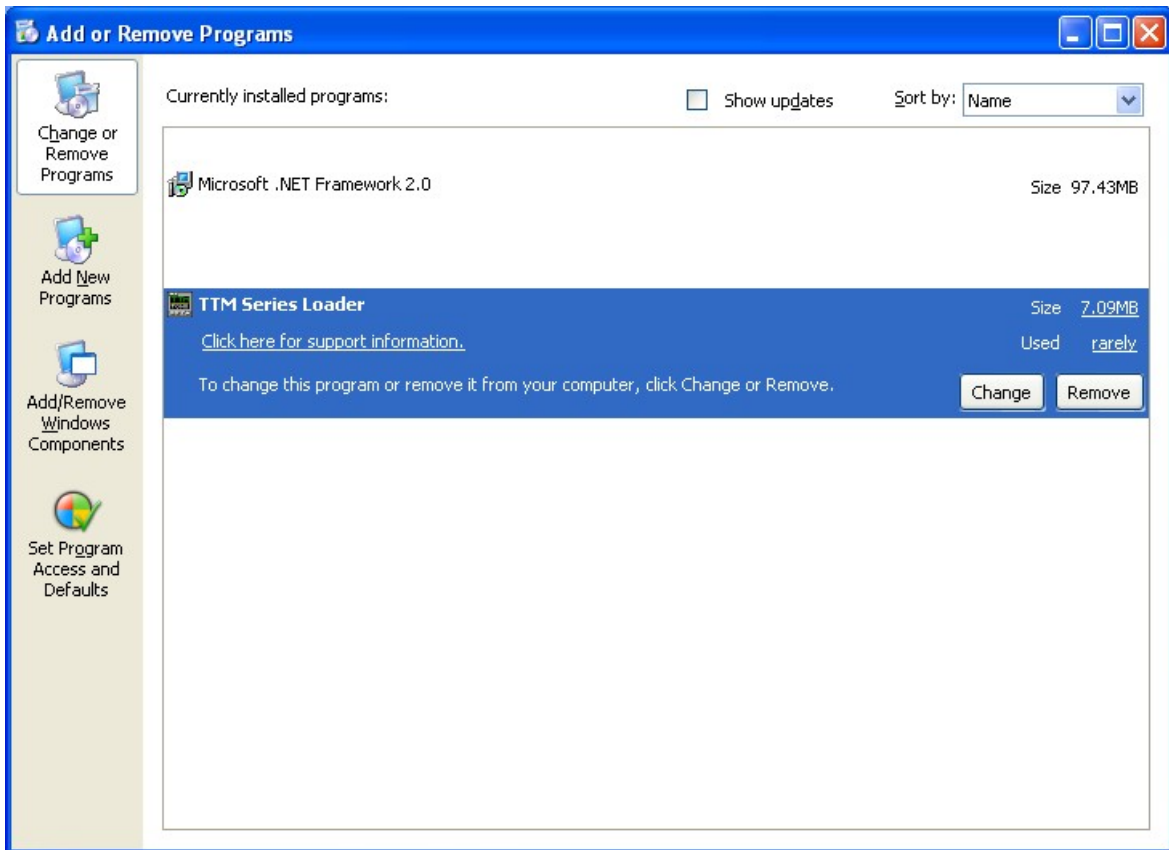 Add or Remove Programs
Change or
Remove
Programs
Add New
Programs
Add/Remove
Windows
Components
Set Program
Access and
Defaults
Currently installed programs:
Show updates
Sort by: Name
Microsoft .NET Framework 2.0
Size 97.43MB
TTM Series Loader
Size 7.09MB
Click here for support information.
Used rarely
To change this program or remove it from your computer, click Change or Remove.
Change
Remove